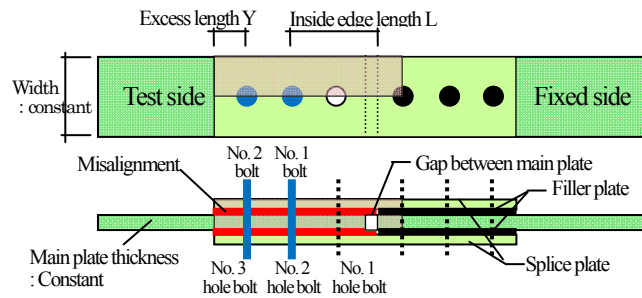 Excess length Y
Inside edge length L
Width
: constant
Test side
Fixed side
Misalignment
No. 2
bolt
No. 1
bolt
Gap between main plate
Filler plate
Main plate thickness
: Constant
No. 3
hole bolt
No. 2
hole bolt
No. 1
hole bolt
Splice plate